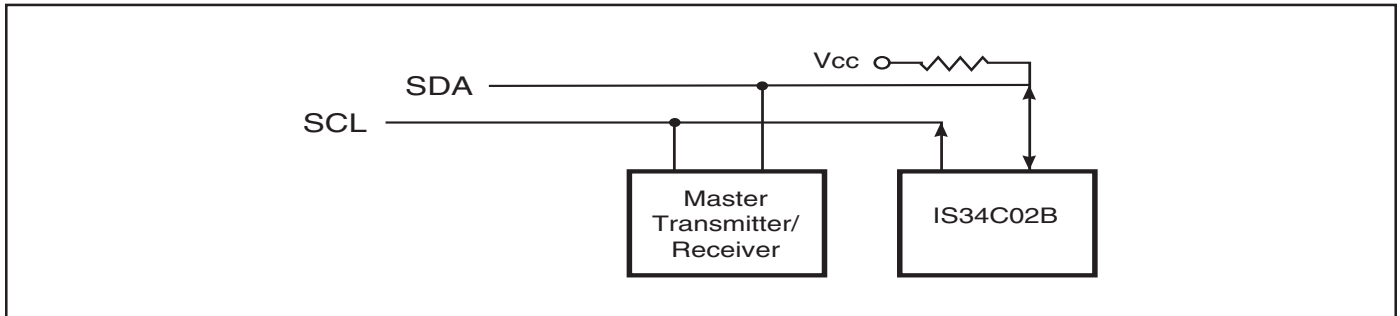 Vcc
SDA
SCL
Master
Transmitter/
Receiver
IS34C02B